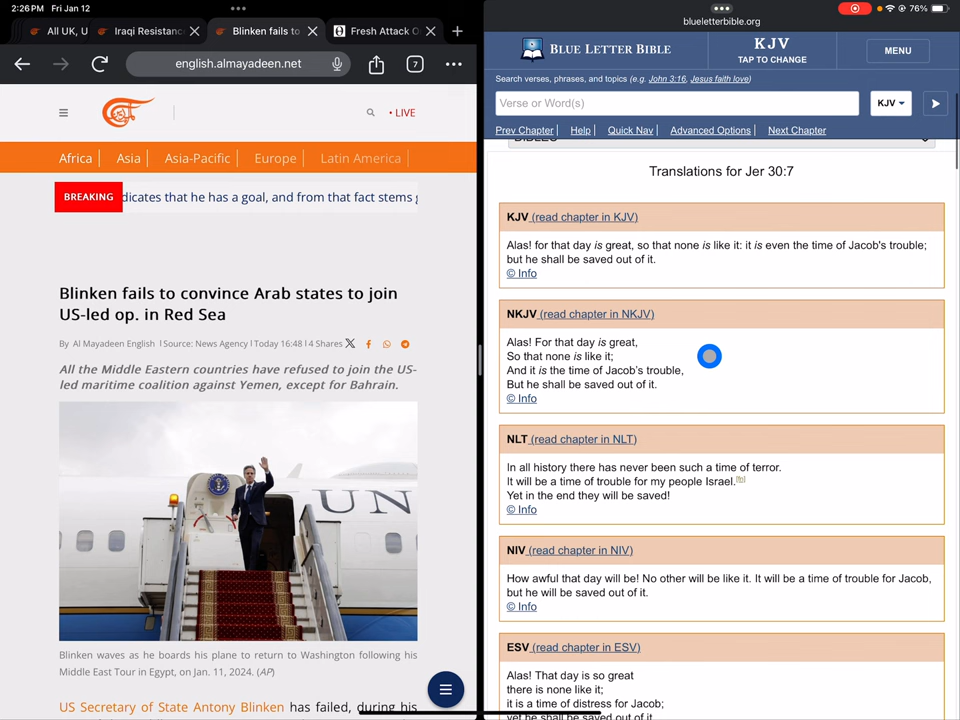 2:26 PM Fri Jan 12
All UK, U
Iraqi Resistanc
Blinken fails to
Fresh Attack O
english.almayadeen.net
7
LIVE
Africa
Asia
Asia-Pacific
Europe
Latin America
BREAKING
dicates that he has a goal, and from that fact stems
Blinken fails to convince Arab states to join
US-led op. in Red Sea
By Al Mayadeen English | Source: News Agency | Today 16:48 | 4 Shares
All the Middle Eastern countries have refused to join the US-
led maritime coalition against Yemen, except for Bahrain.
UN
Blinken waves as he boards his plane to return to Washington following his
Middle East Tour in Egypt, on Jan. 11, 2024. (AP)
US Secretary of State Antony Blinken has failed, during his
76%
blueletterbible.org
BLUE LETTER BIBLE
KJV
TAP TO CHANGE
MENU
Search verses, phrases, and topics (e.g. John 3:16, Jesus faith love)
Verse or Word(s)
KJV
Prev Chapter | Help | Quick Nav | Advanced Options | Next Chapter
BIBLES
Translations for Jer 30:7
KJV (read chapter in KJV)
Alas! for that day is great, so that none is like it: it is even the time of Jacob's trouble;
but he shall be saved out of it.
© Info
NKJV (read chapter in NKJV)
Alas! For that day is great,
So that none is like it;
And it is the time of Jacob's trouble,
But he shall be saved out of it.
© Info
NLT (read chapter in NLT)
In all history there has never been such a time of terror.
It will be a time of trouble for my people Israel.
Yet in the end they will be saved!
© Info
NIV (read chapter in NIV)
How awful that day will be! No other will be like it. It will be a time of trouble for Jacob,
but he will be saved out of it.
© Info
ESV (read chapter in ESV)
Alas! That day is so great
there is none like it;
it is a time of distress for Jacob;
yet he shall be saved out of it.